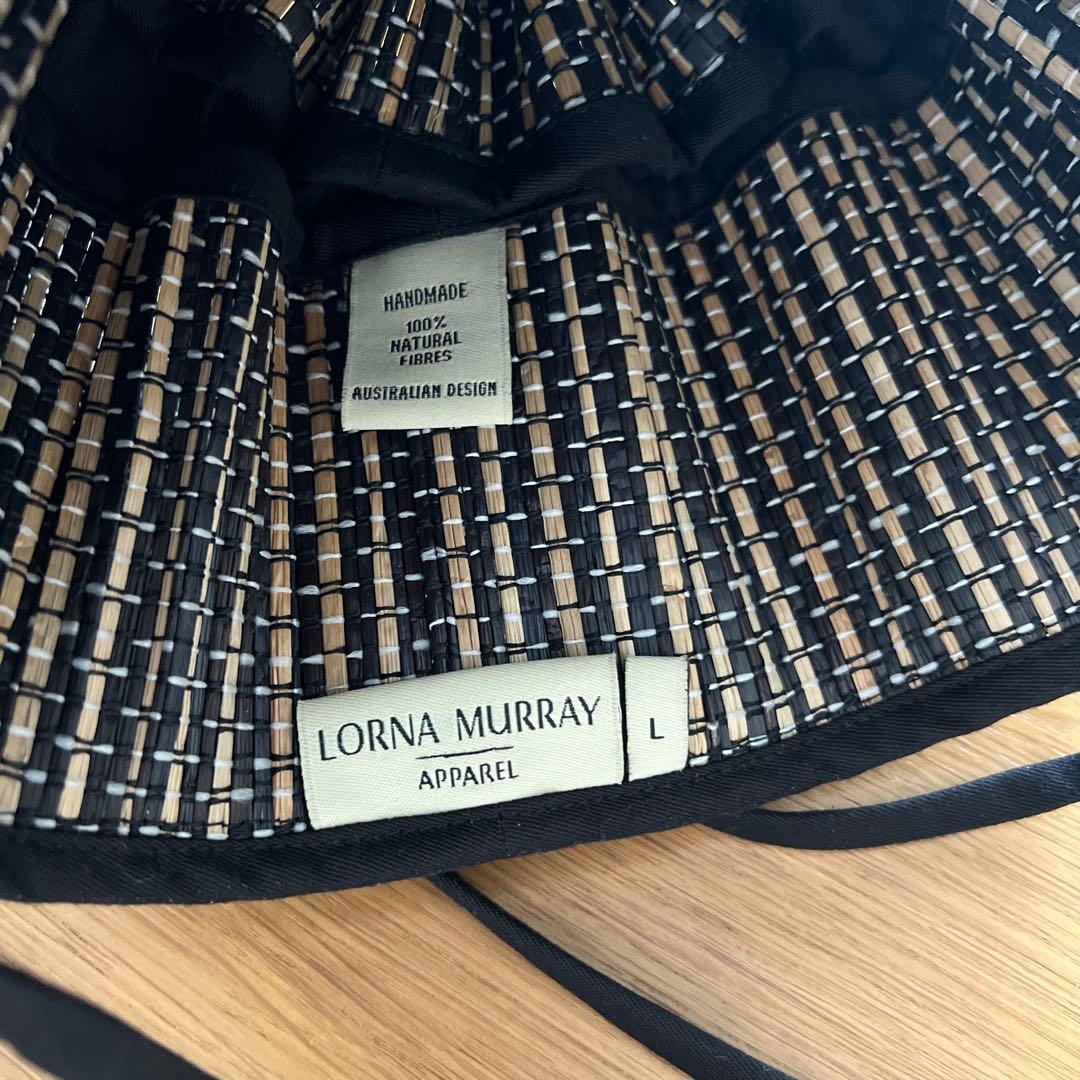 HANDMADE
100%
NATURAL
FIBRES
AUSTRALIAN DESIGN
LORNA MURRAY
APPAREL
L